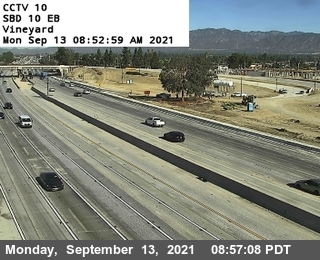 CCTV 10
SBD 10 EB
Vineyard
Mon Sep 13 08:52:59 AM 2021
Monday, September 13, 2021 08:57:08 PDT